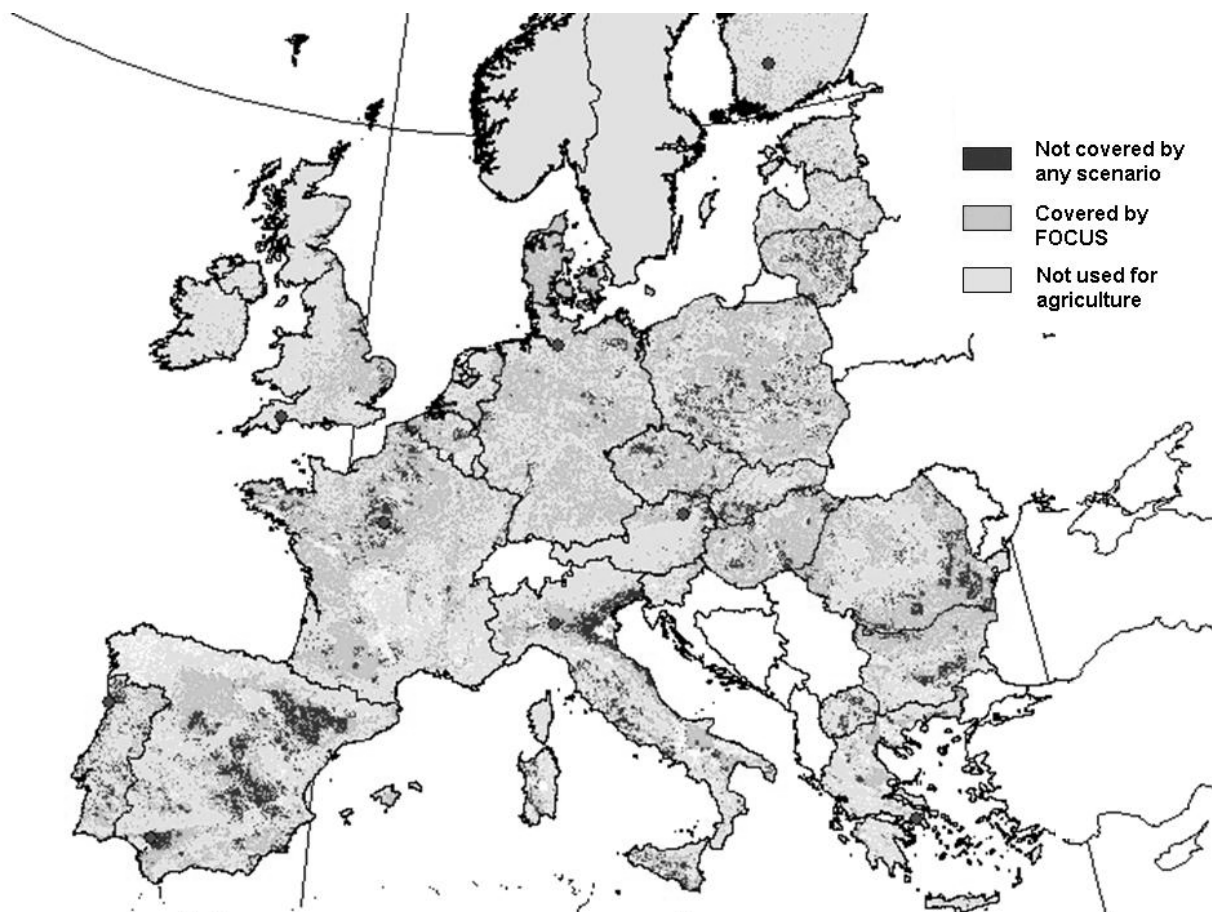 Not covered by
any scenario
Covered by
FOCUS
Not used for
agriculture